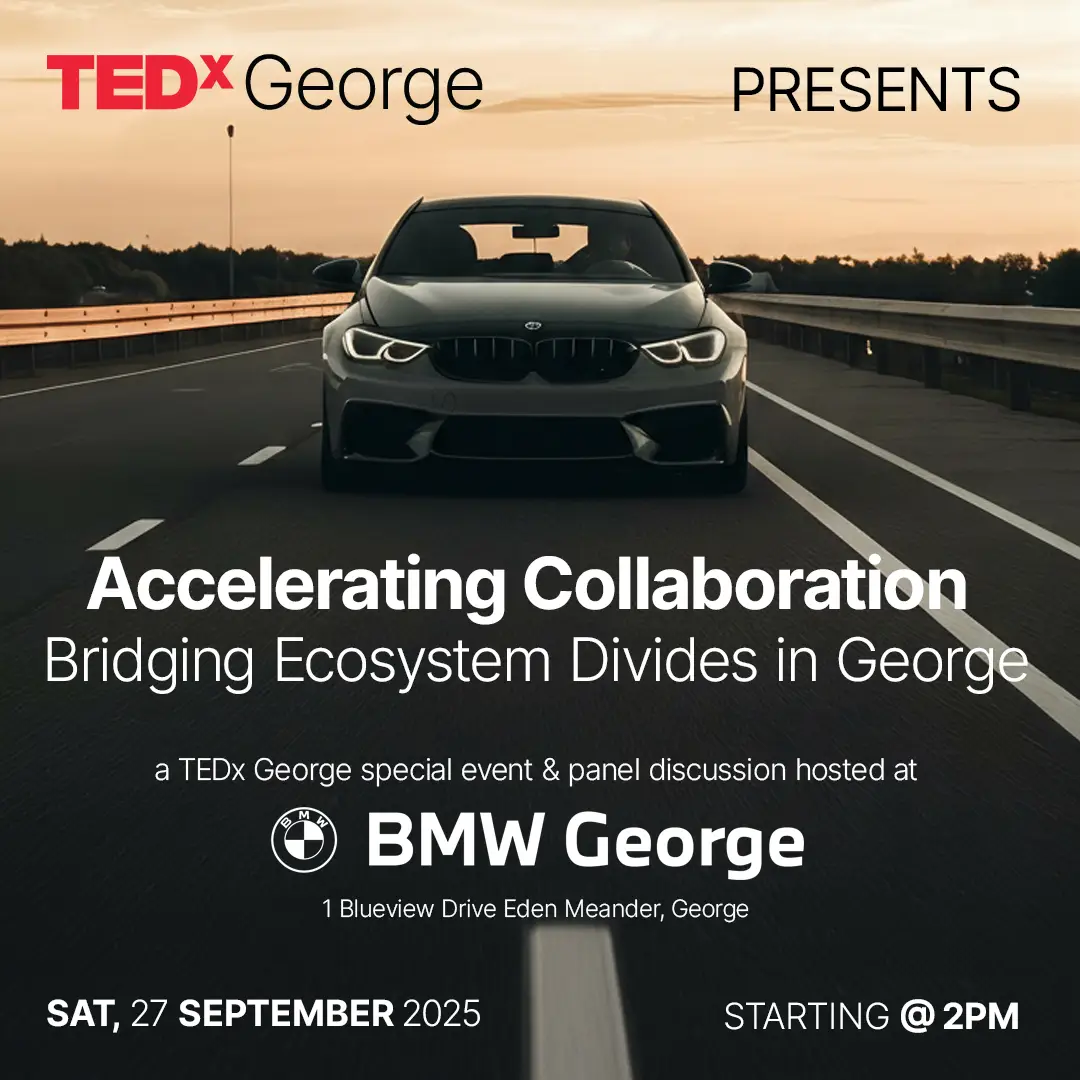 TEDx George
PRESENTS
Accelerating Collaboration
Bridging Ecosystem Divides in George
a TEDx George special event & panel discussion hosted at
BMW
BMW George
1 Blueview Drive Eden Meander, George
SAT, 27 SEPTEMBER 2025
STARTING @ 2PM